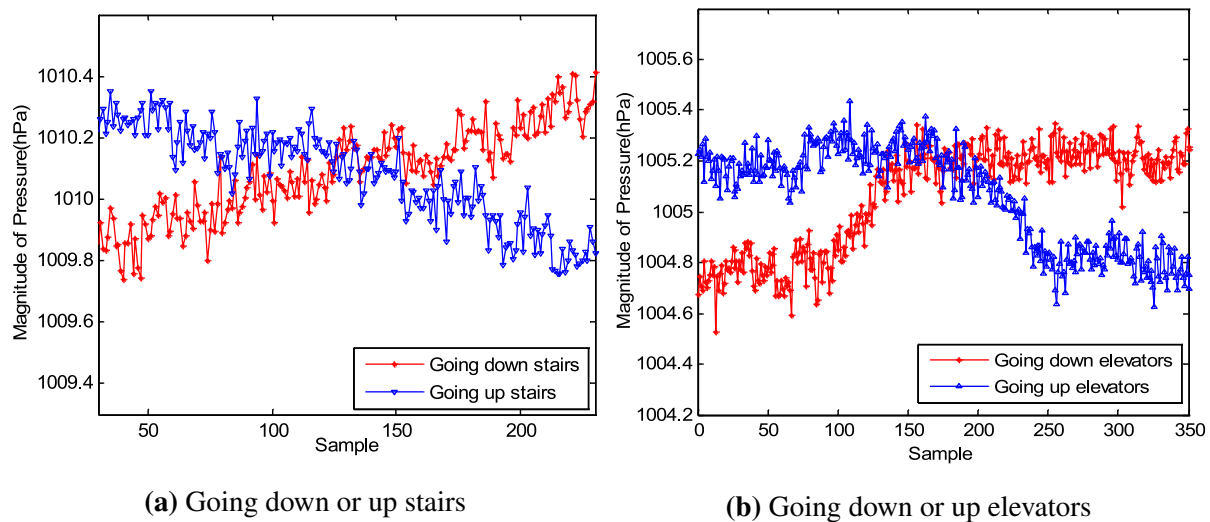 Magnitude of Pressure(hPa)
1010.4
1010.2
1010
1009.8
1009.6
1009.4
50
100
150
200
Sample
Going down stairs
Going up stairs
(a) Going down or up stairs
Magnitude of Pressure(hPa)
1005.6
1005.4
1005.2
1005
1004.8
1004.6
1004.4
1004.2
0
50
100
150
200
250
300
350
Sample
Going down elevators
Going up elevators
(b) Going down or up elevators